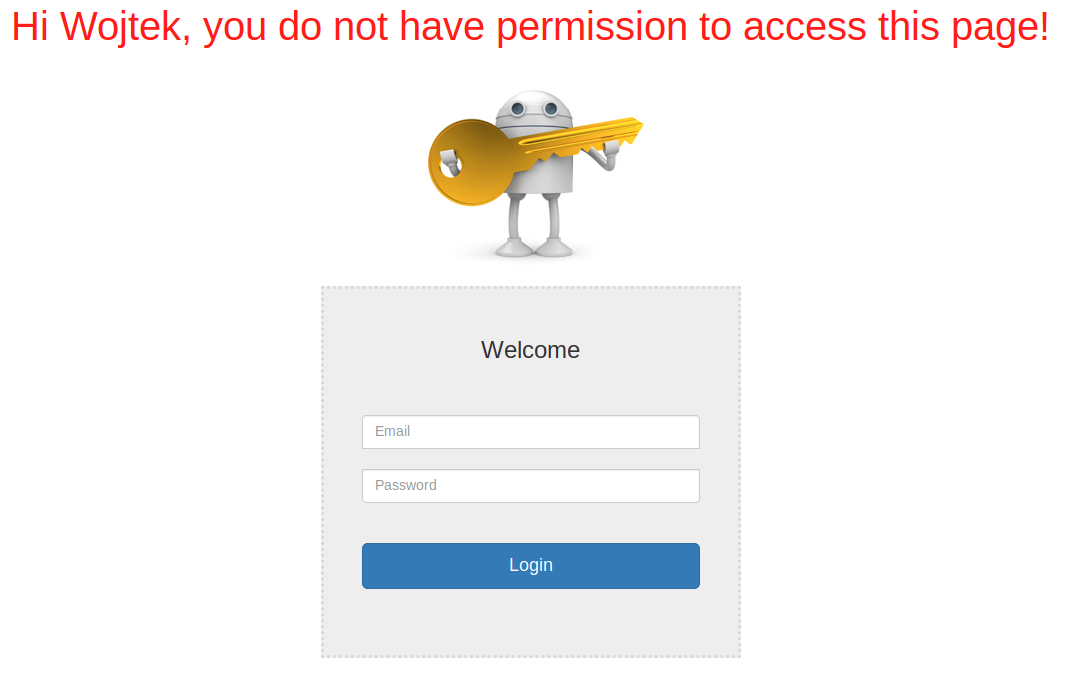 Hi Wojtek, you do not have permission to access this page!
Welcome
Email
Password
Login